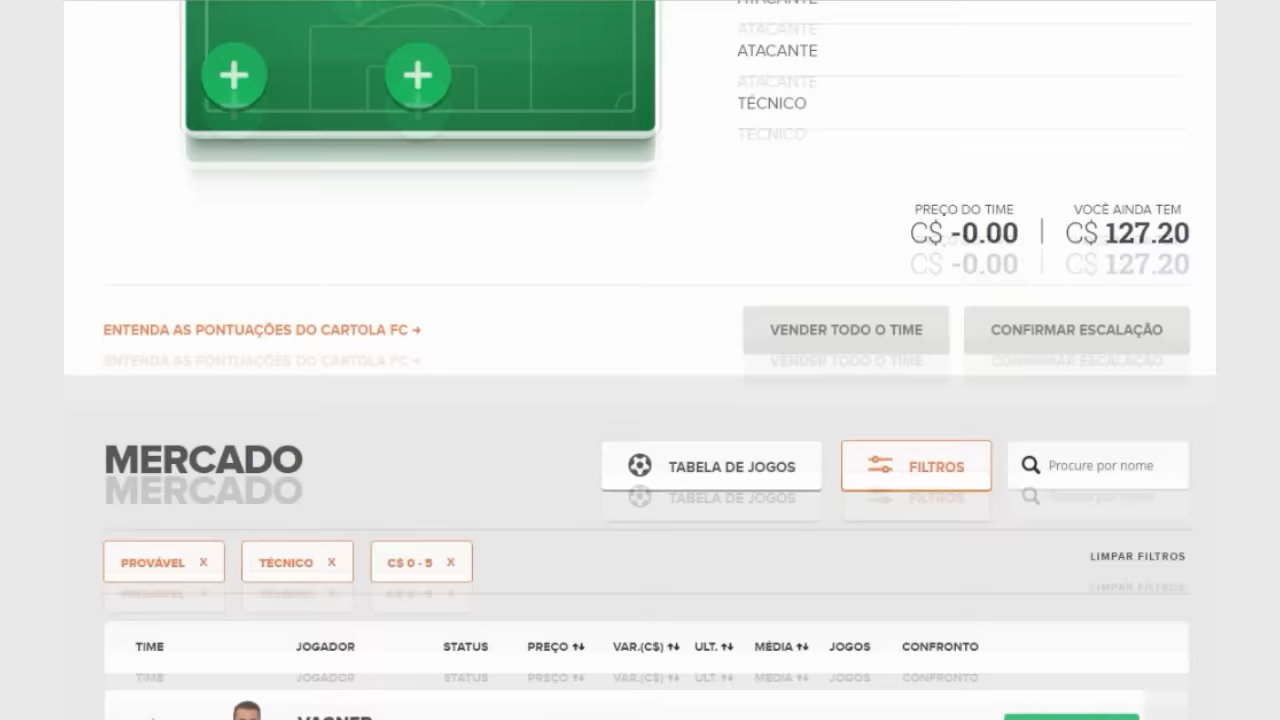 ATACANTE
ATACANTE
TÉCNICO
PREÇO DO TIME
VOCÊ AINDA TEM
C$ -0.00
C$ 127.20
ENTENDA AS PONTUAÇÕES DO CARTOLA FC →
VENDER TODO O TIME
CONFIRMAR ESCALAÇÃO
MERCADO
TABELA DE JOGOS
FILTROS
Procure por nome
PROVÁVEL X
TÉCNICO X
C$ 0 - 5 X
LIMPAR FILTROS
TIME JOGADOR STATUS PREÇO VAR.(C$) ULT. MÉDIA JOGOS CONFRONTO
VAGNER